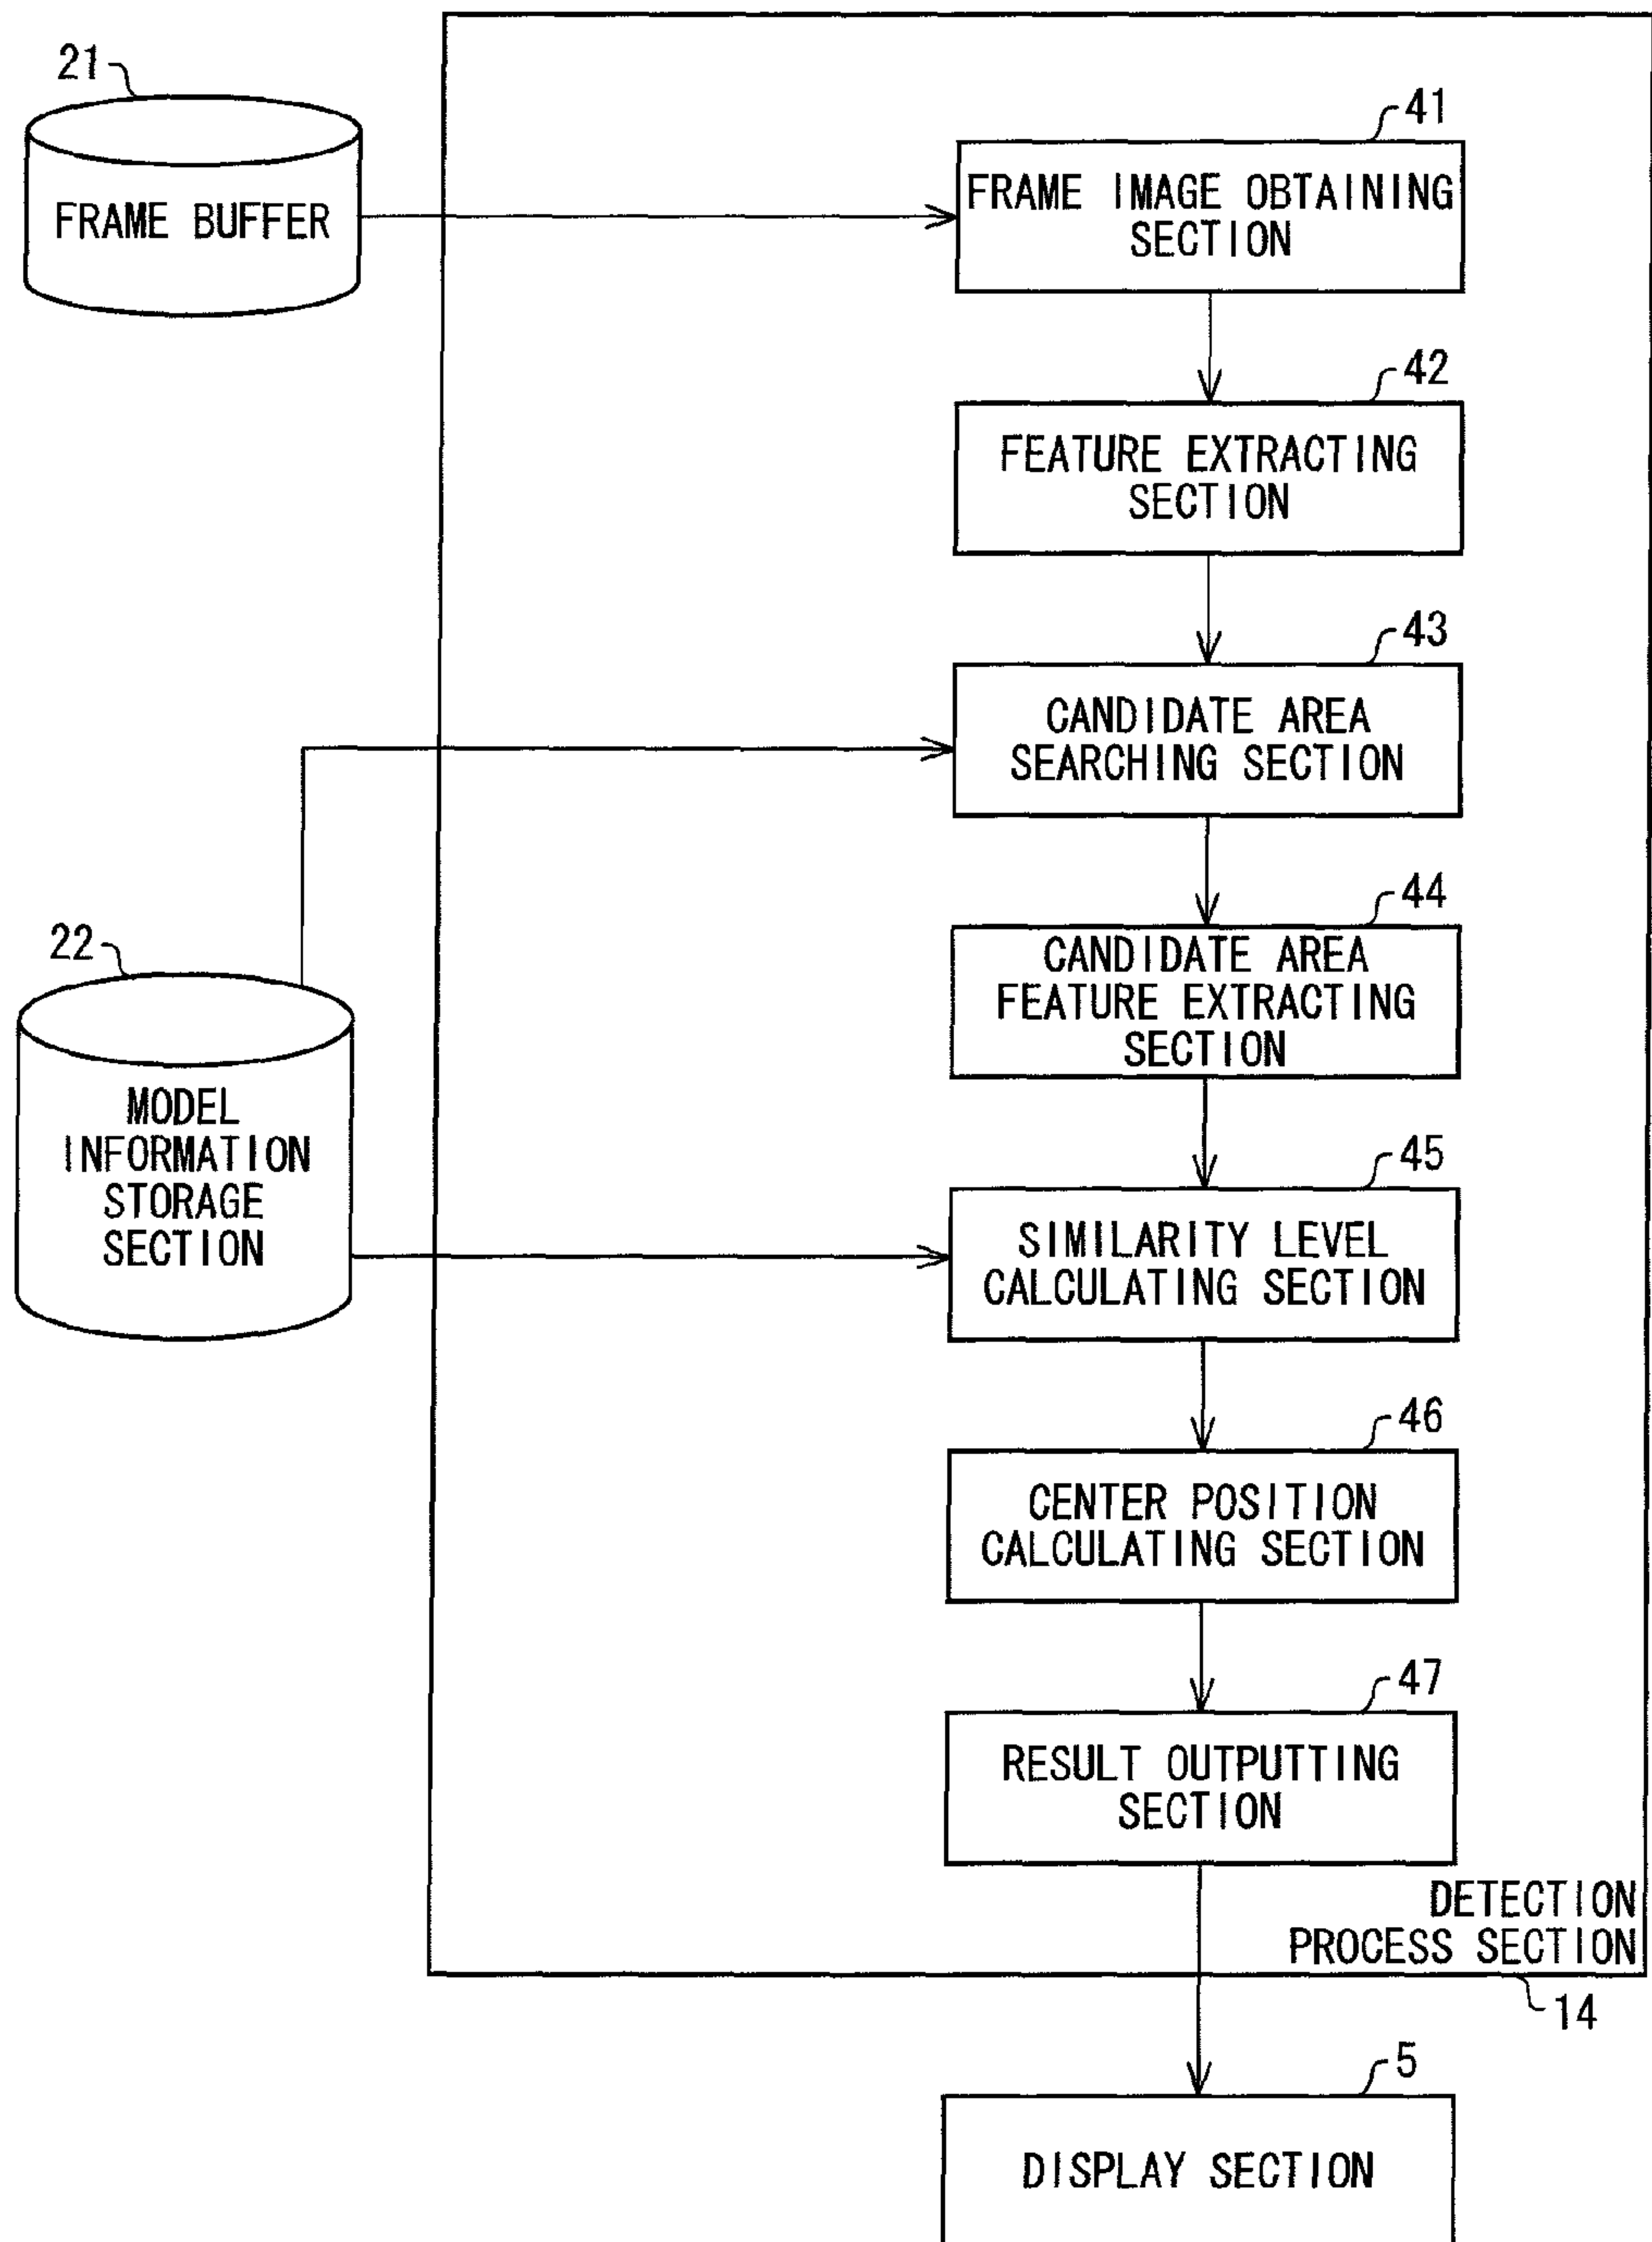 21
FRAME BUFFER
41
FRAME IMAGE OBTAINING
SECTION
42
FEATURE EXTRACTING
SECTION
43
CANDIDATE AREA
SEARCHING SECTION
44
CANDIDATE AREA
FEATURE EXTRACTING
SECTION
22
MODEL
INFORMATION
STORAGE
SECTION
45
SIMILARITY LEVEL
CALCULATING SECTION
46
CENTER POSITION
CALCULATING SECTION
47
RESULT OUTPUTTING
SECTION
DETECTION
PROCESS SECTION
14
5
DISPLAY SECTION